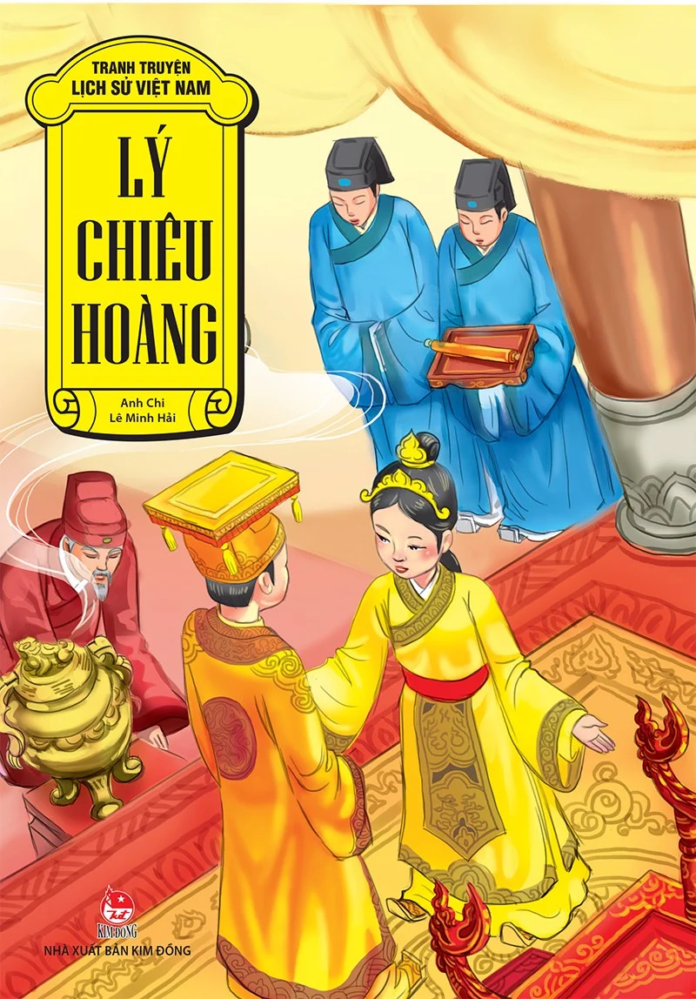 TRANH TRUYỆN
LỊCH SỬ VIỆT NAM
LÝ
CHIÊU
HOÀNG
Anh Chi
Lê Minh Hải
KIM ĐỒNG
NHÀ XUẤT BẢN KIM ĐỒNG